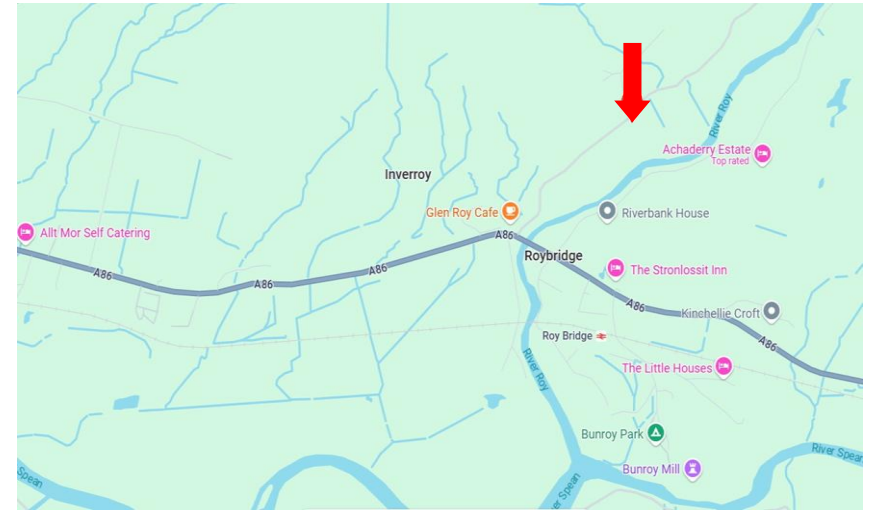 River Roy
Achaderry Estate
Top rated
Inverroy
Glen Roy Cafe
Riverbank House
Allt Mor Self Catering
A86
Roybridge
The Stronlossit Inn
A86
A86
A86
A86
Kinchellie Croft
Roy Bridge
A86
River Roy
The Little Houses
Bunroy Park
River Spean
Bunroy Mill
Spean
Spean